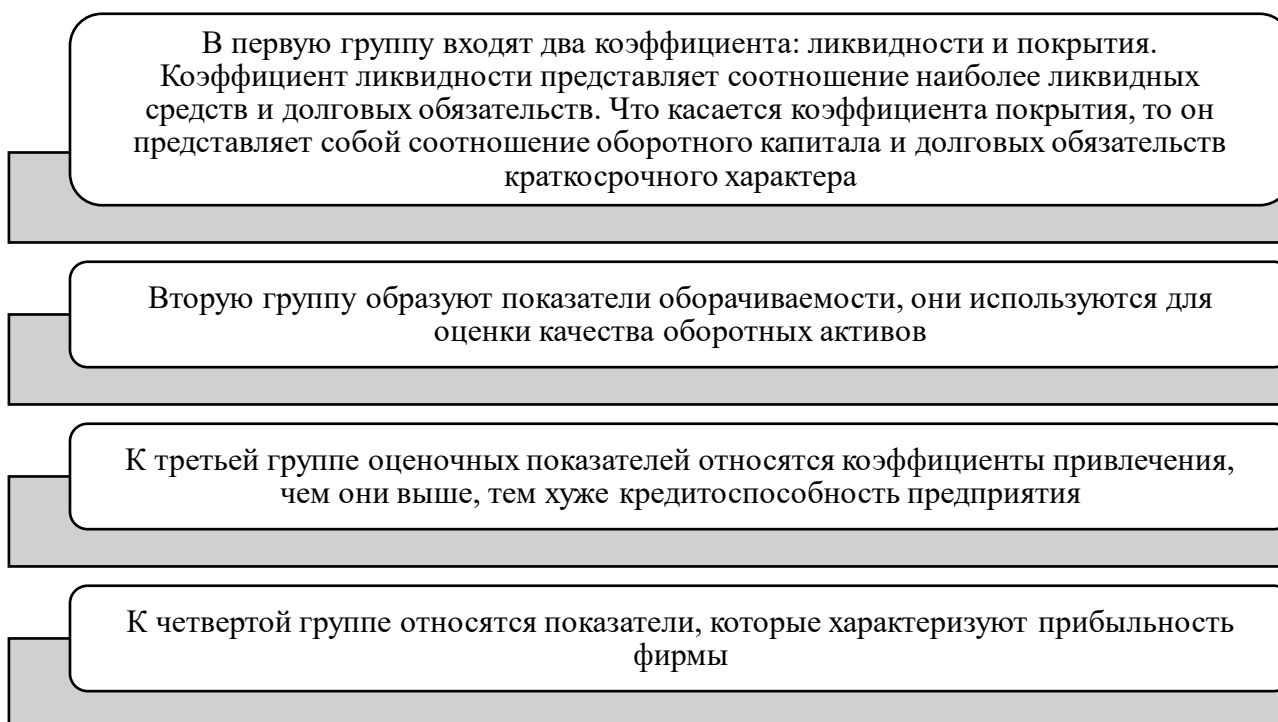 В первую группу входят два коэффициента: ликвидности и покрытия.
Коэффициент ликвидности представляет соотношение наиболее ликвидных
средств и долговых обязательств. Что касается коэффициента покрытия, то он
представляет собой соотношение оборотного капитала и долговых обязательств
краткосрочного характера
Вторую группу образуют показатели оборачиваемости, они используются для
оценки качества оборотных активов
К третьей группе оценочных показателей относятся коэффициенты привлечения,
чем они выше, тем хуже кредитоспособность предприятия
К четвертой группе относятся показатели, которые характеризуют прибыльность
фирмы